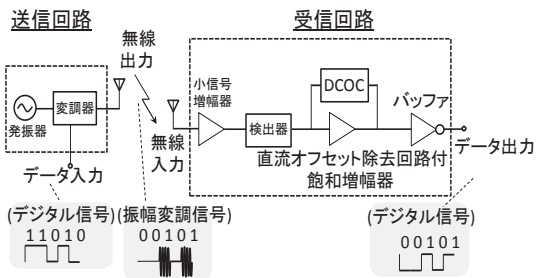 送信回路
受信回路
無線
出力
発振器
変調器
データ入力
小信号
増幅器
無線
入力
検出器
DCOC
バッファ
データ出力
直流オフセット除去回路付
飽和増幅器
(デジタル信号)
11010
(振幅変調信号)
00101
(デジタル信号)
00101